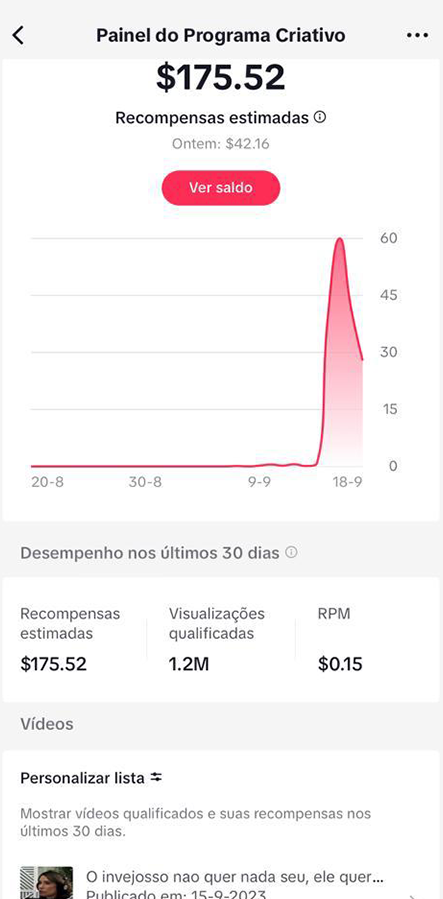 Painel do Programa Criativo
$175.52
Recompensas estimadas
Ontem: $42.16
Ver saldo
60
45
30
15
0
20-8 30-8 9-9 18-9
Desempenho nos últimos 30 dias
Recompensas estimadas
$175.52
Visualizações qualificadas
1.2M
RPM
$0.15
Vídeos
Personalizar lista
Mostrar vídeos qualificados e suas recompensas nos
últimos 30 dias.
O invejosso nao quer nada seu, ele quer...
Publicado em: 15-9-2023